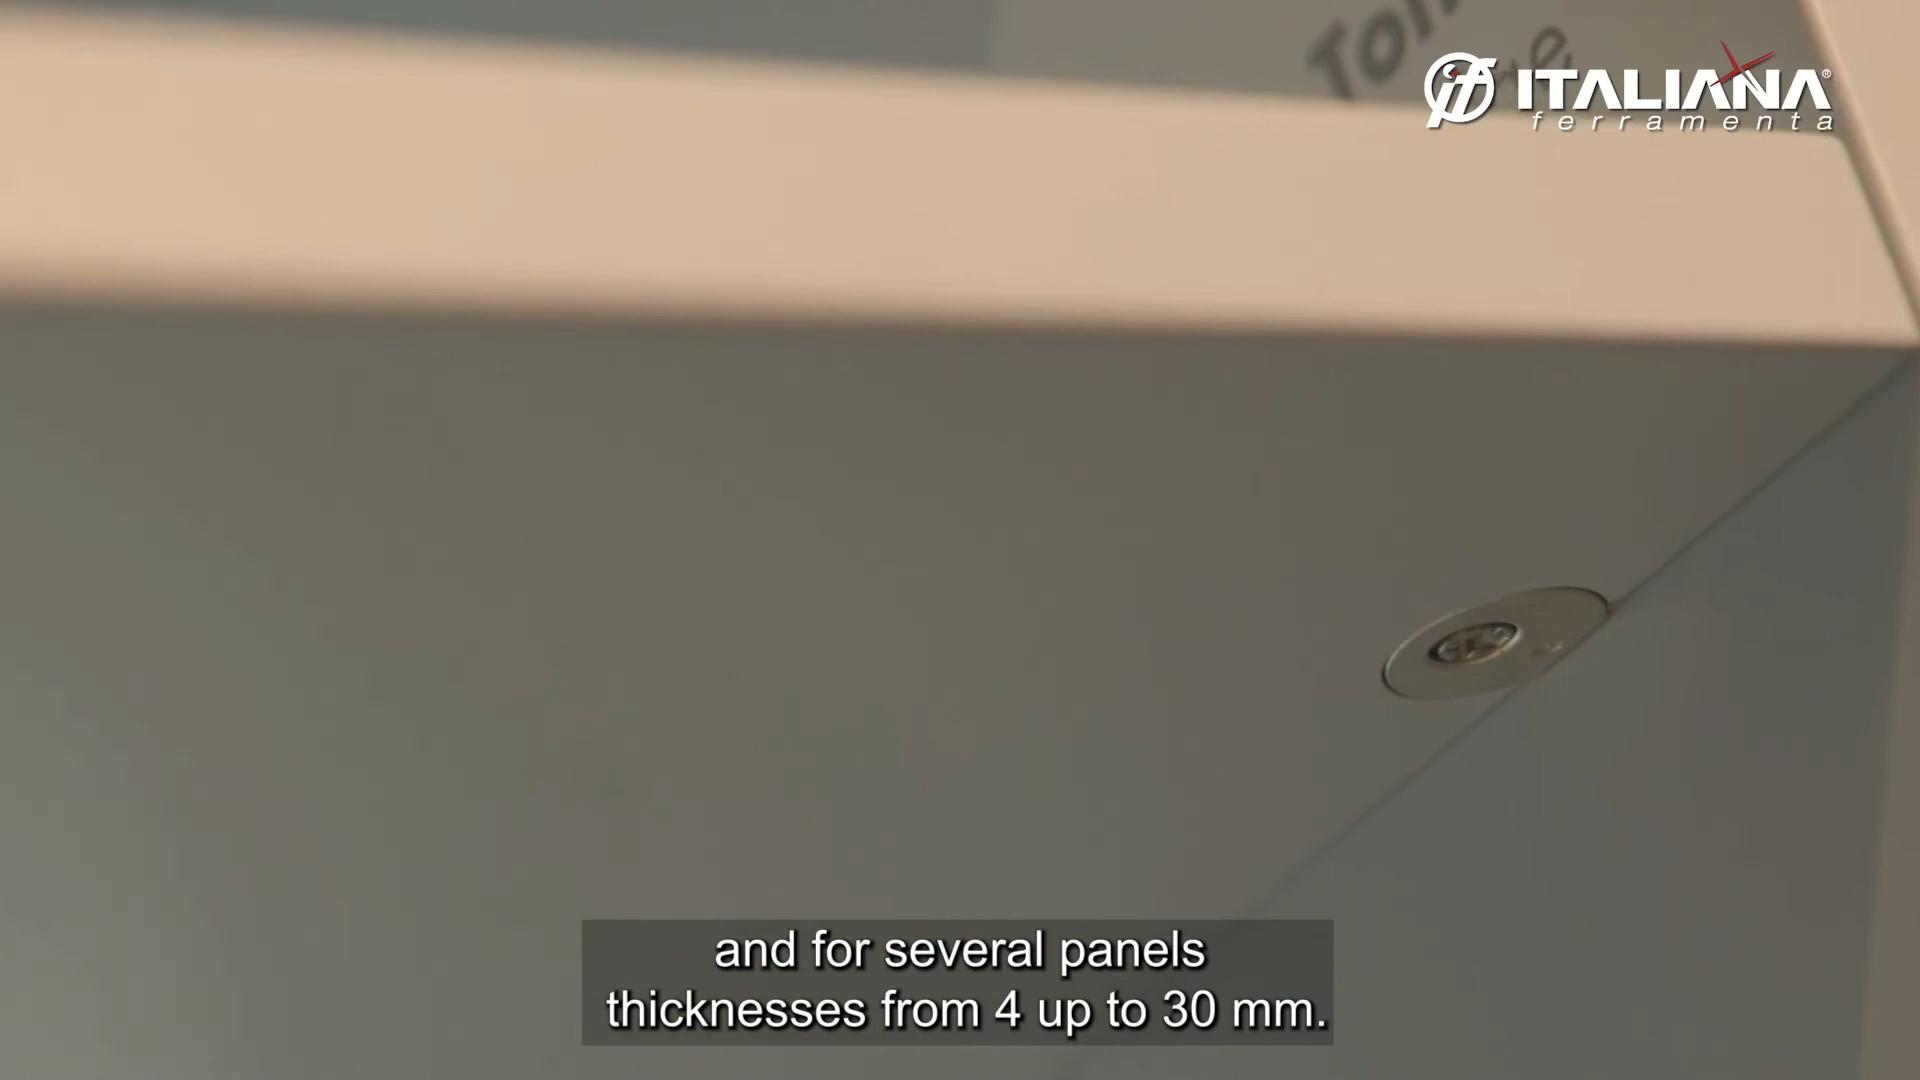 ITALIANA®
ferramenta
and for several panels
thicknesses from 4 up to 30 mm.